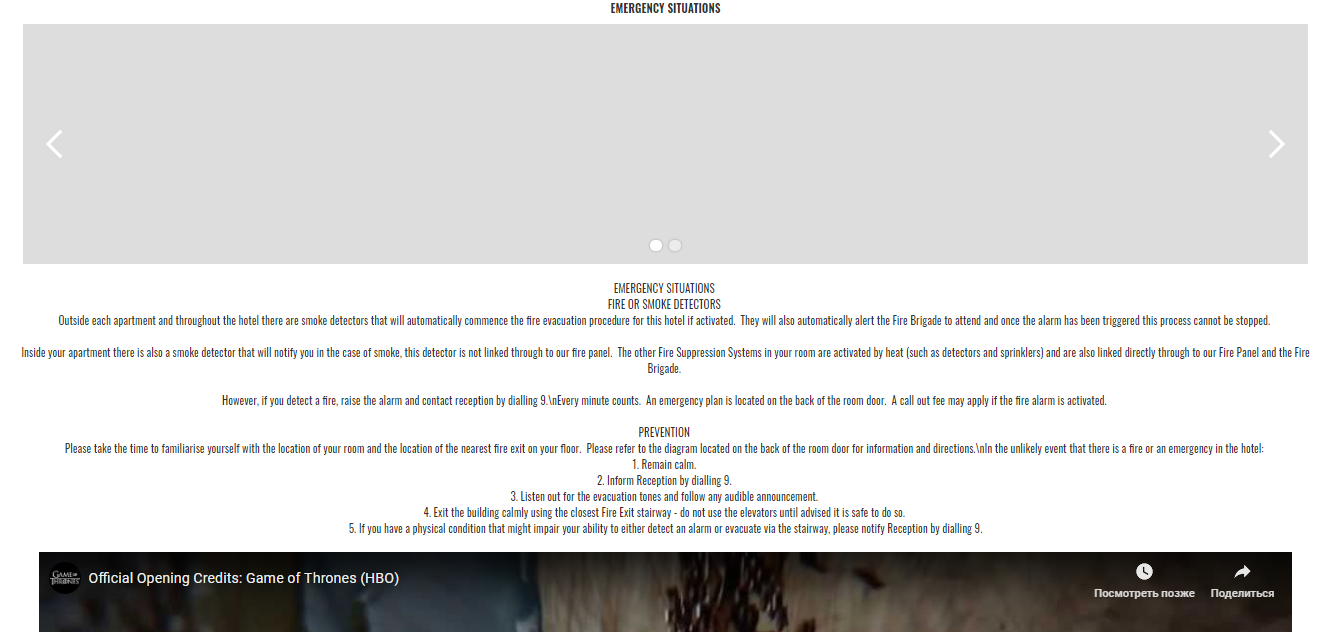 EMERGENCY SITUATIONS
EMERGENCY SITUATIONS
FIRE OR SMOKE DETECTORS
Outside each apartment and throughout the hotel there are smoke detectors that will automatically commence the fire evacuation procedure for this hotel if activated.  They will also automatically alert the Fire Brigade to attend and once the alarm has been triggered this process cannot be stopped.
Inside your apartment there is also a smoke detector that will notify you in the case of smoke, this detector is not linked through to our fire panel.  The other Fire Suppression Systems in your room are activated by heat (such as detectors and sprinklers) and are also linked directly through to our Fire Panel and the Fire
Brigade.
However, if you detect a fire, raise the alarm and contact reception by dialling 9.\nEvery minute counts.  An emergency plan is located on the back of the room door.  A call out fee may apply if the fire alarm is activated.
PREVENTION
Please take the time to familiarise yourself with the location of your room and the location of the nearest fire exit on your floor.  Please refer to the diagram located on the back of the room door for information and directions.\nIn the unlikely event that there is a fire or an emergency in the hotel:
1. Remain calm.
2. Inform Reception by dialling 9.
3. Listen out for the evacuation tones and follow any audible announcement.
4. Exit the building calmly using the closest Fire Exit stairway - do not use the elevators until advised it is safe to do so.
5. If you have a physical condition that might impair your ability to either detect an alarm or evacuate via the stairway, please notify Reception by dialling 9.
GAME OF THRONES
Official Opening Credits: Game of Thrones (HBO)
Посмотреть позже
Поделиться